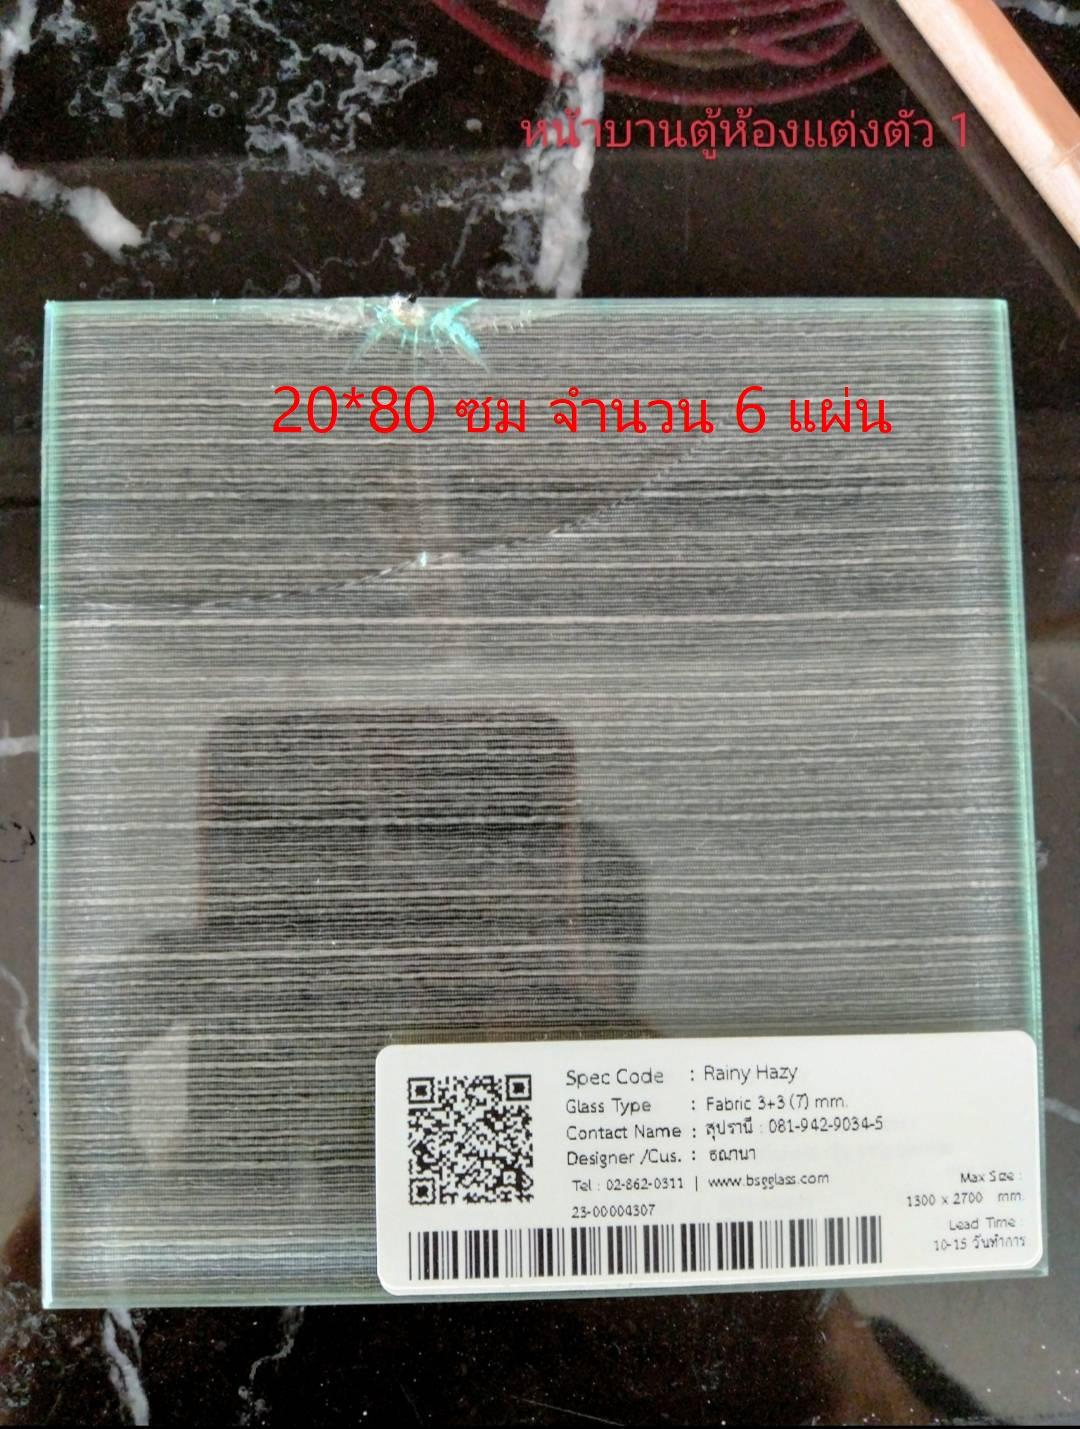 หน้าบานตู้ห้องแต่งตัว 1
20*80 ซม จำนวน 6 แผ่น
Spec Code : Rainy Hazy
Glass Type : Fabric 3+3 (7) mm.
Contact Name : สุปรานี : 081-942-9034-5
Designer /Cus. : ธณานา
Tel : 02-862-0311 | www.bsgglass.com
23-00004307
Max Size :
1300 x 2700 mm.
Lead Time :
10-15 วันทำการ